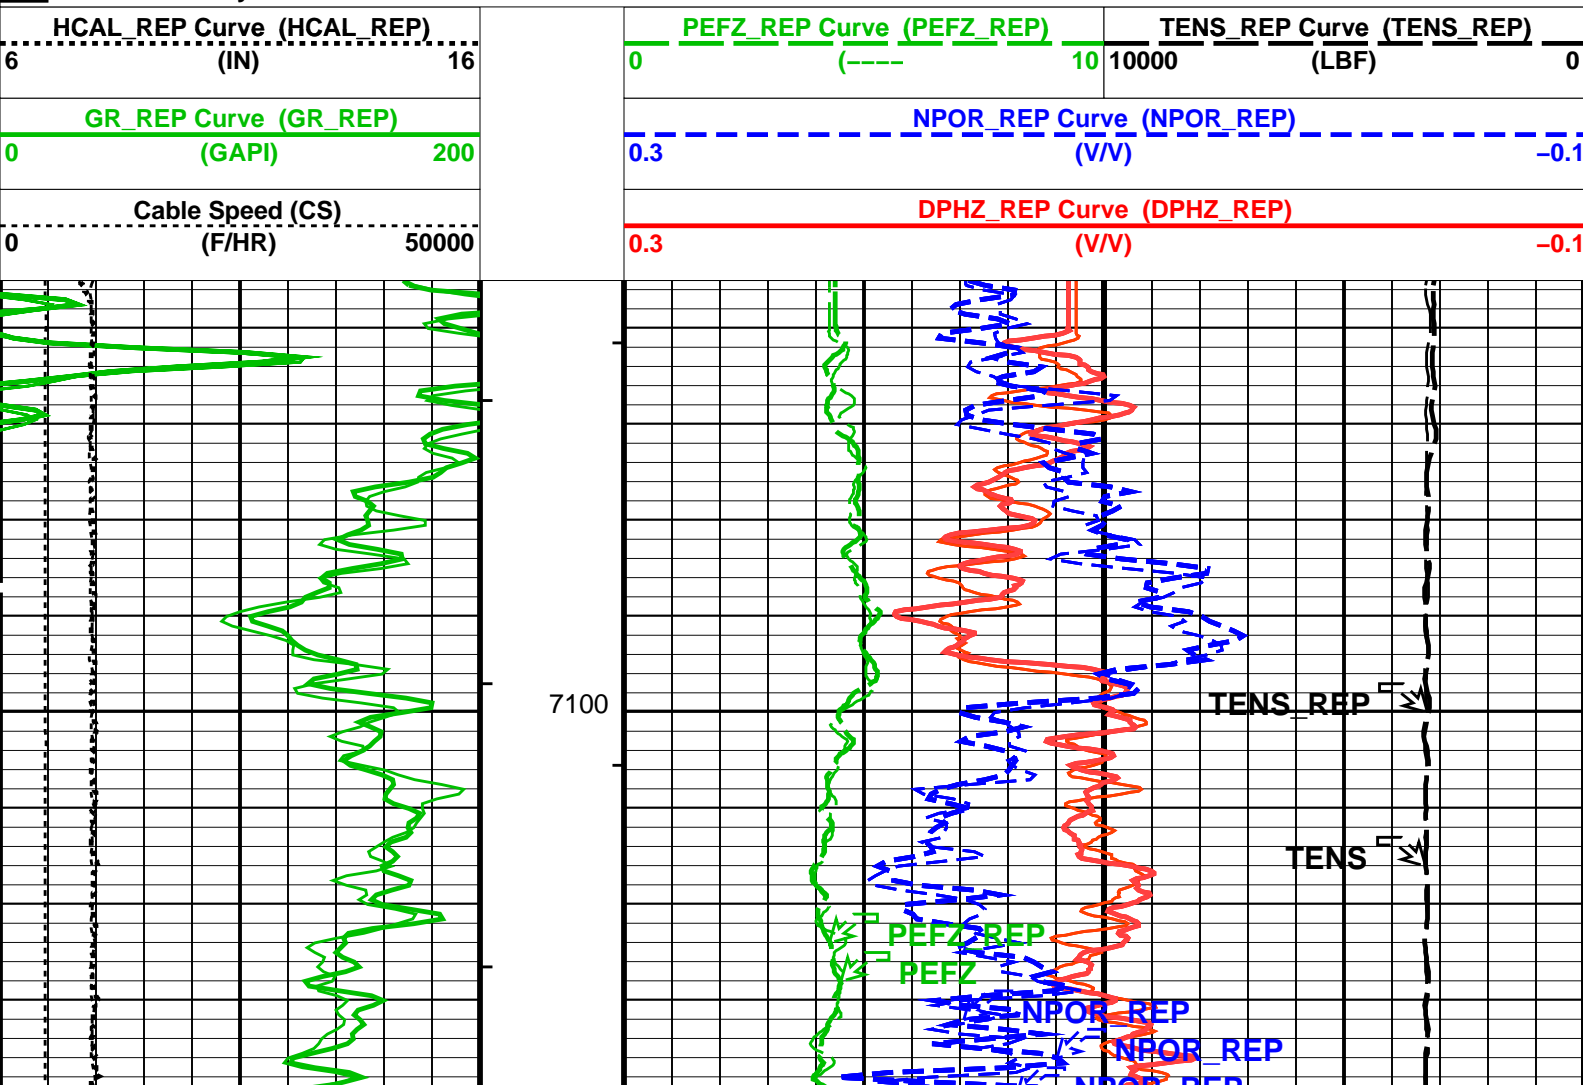 HCAL_REP Curve (HCAL_REP)
6 (IN) 16
GR_REP Curve (GR_REP)
0 (GAPI) 200
Cable Speed (CS)
0 (F/HR) 50000
PEFZ_REP Curve (PEFZ_REP)
0 (---- 10
TENS_REP Curve (TENS_REP)
10000 (LBF) 0
NPOR_REP Curve (NPOR_REP)
0.3 (V/V) −0.1
DPHZ_REP Curve (DPHZ_REP)
0.3 (V/V) −0.1
7100
TENS_REP
TENS
PEFZ_REP
PEFZ
NPOR_REP
NPOR_REP
NPOR_REP